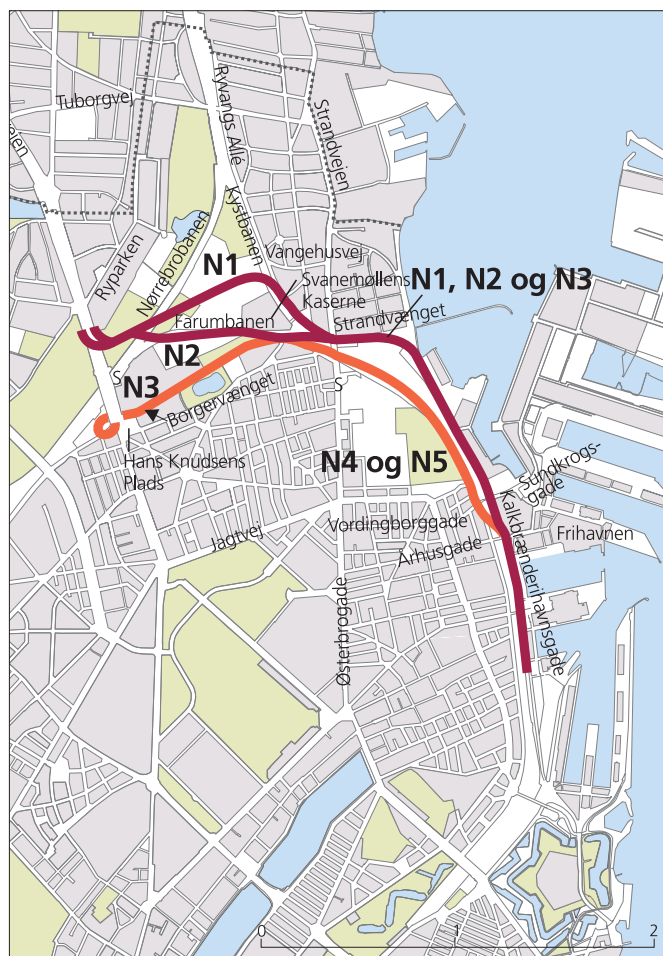 Tuborgvej
Ryvangs Allé
Strandvejen
ejen
Kystbanen
Nørrebrobanen
Ryparken
Vangehusvej
N1
Svanemøllens
Kaserne
N1, N2 og N3
Farumbanen
Strandvænget
N2
S
S
N3
Borgervænget
Hans Knudsens
Plads
N4 og N5
Sundkrogs-
gade
Vordingborggade
Jagtvej
Århusgade
Frihavnen
Kalkbrænderihavnsgade
Østerbrogade
0
1
2